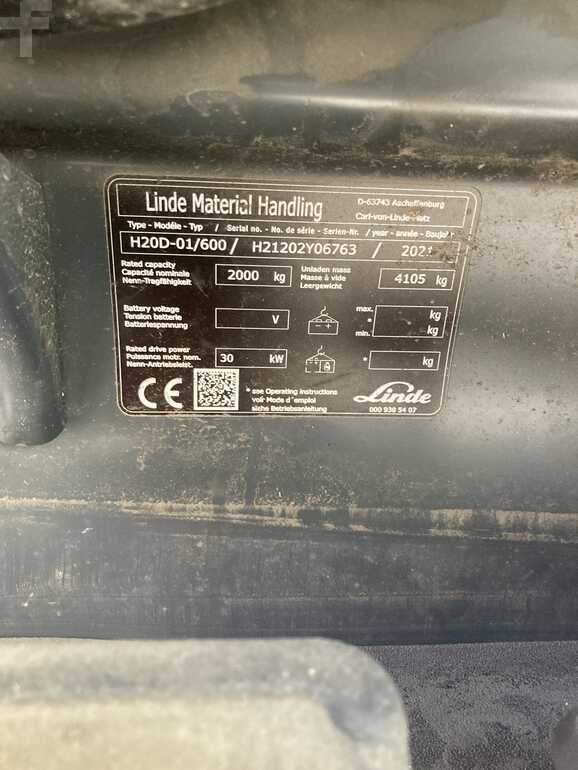 Linde Material Handling
D-63743 Aschaffenburg
Carl-von-Linde-Platz
Type - Modéle - Typ / Serial no. - No. de série - Serien-Nr. / year - année - Baujahr
H20D-01/600 / H21202Y06763 / 2021
Rated capacity
Capacité nominale
Nenn-Tragfähigkeit
2000 kg
Unladen mass
Masse à vide
Leergewicht
4105 kg
Battery voltage
Tension batterie
Batteriespannung
V
max.
*
min.
kg
kg
Rated drive power
Puissance motr. nom.
Nenn-Antriebsleist.
30 kW
* kg
CE
* see Operating instructions
voir Mode d'emploi
siehe Betriebsanleitung
Linde
000 938 54 07